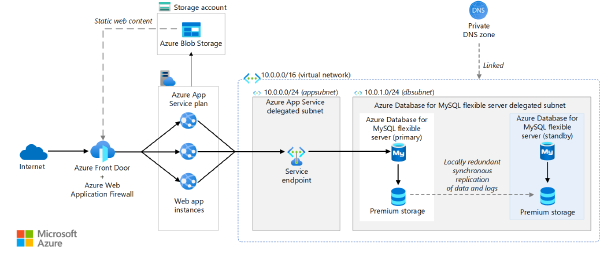 Storage account
Static web content
Azure Blob Storage
DNS
Private
DNS zone
Linked
10.0.0.0/16 (virtual network)
10.0.0.0/24 (appsubnet)
10.0.1.0/24 (dbsubnet)
Azure App
Service plan
Azure App Service
delegated subnet
Azure Database for MySQL flexible server delegated subnet
Azure Database for
MySQL flexible
server (primary)
Azure Database for
MySQL flexible
server (standby)
My
My
Internet
Azure Front Door
+
Azure Web
Application Firewall
Web app
instances
Service
endpoint
Locally redundant
synchronous
replication
of data and logs
Premium storage
Premium storage
Microsoft
Azure